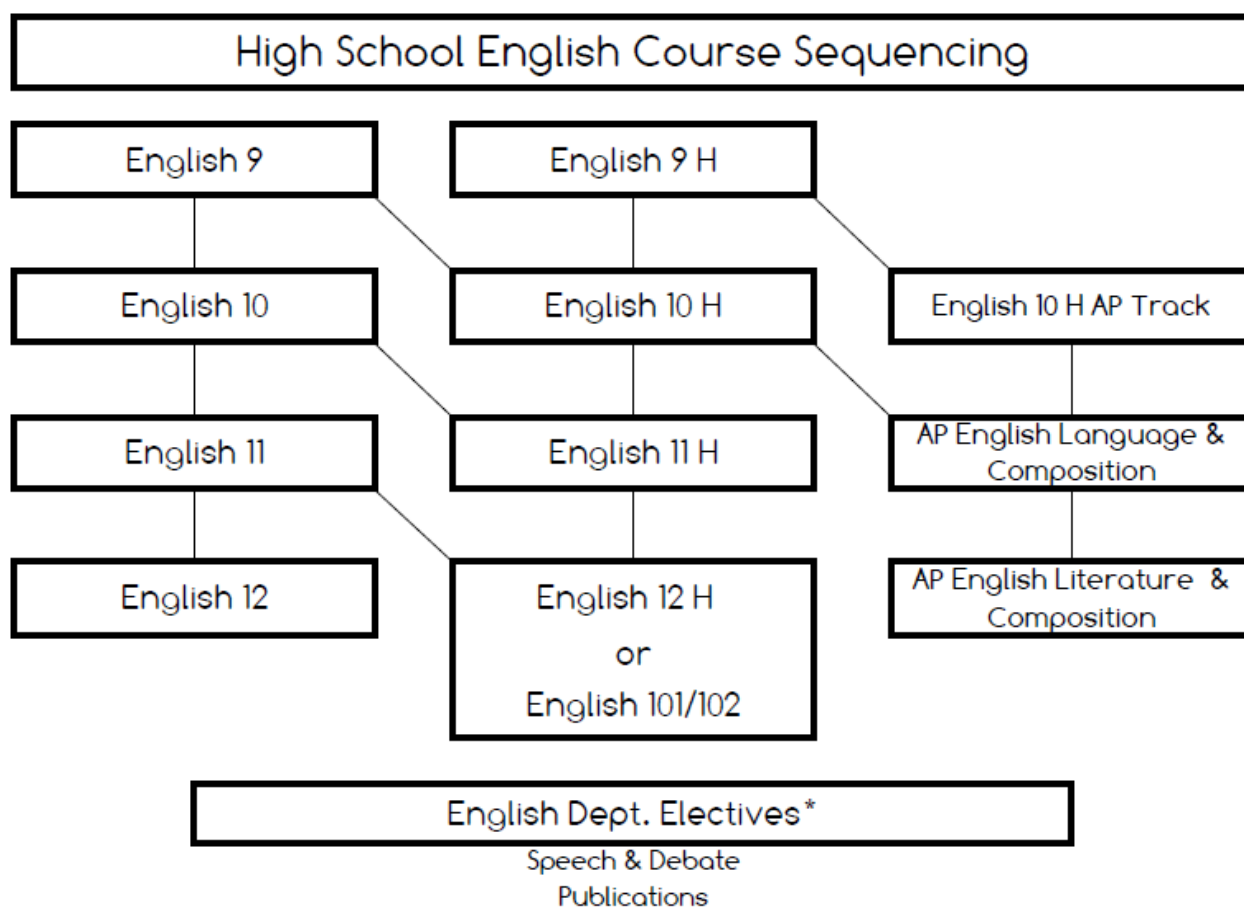 High School English Course Sequencing
English 9
English 9 H
English 10
English 10 H
English 10 H AP Track
English 11
English 11 H
AP English Language &
Composition
English 12
English 12 H
or
English 101/102
AP English Literature &
Composition
English Dept. Electives*
Speech & Debate
Publications